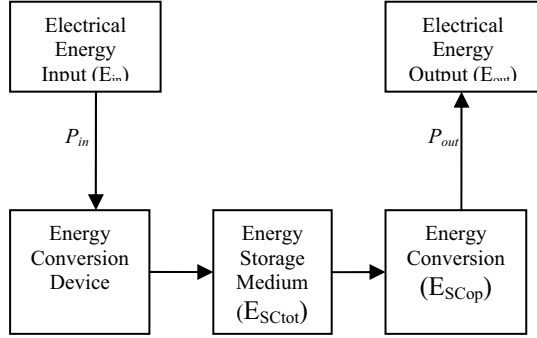 Electrical
Energy
Input (Ein)
Electrical
Energy
Output (Eout)
Pin
Pout
Energy
Conversion
Device
Energy
Storage
Medium
(ESCtot)
Energy
Conversion
(ESCop)